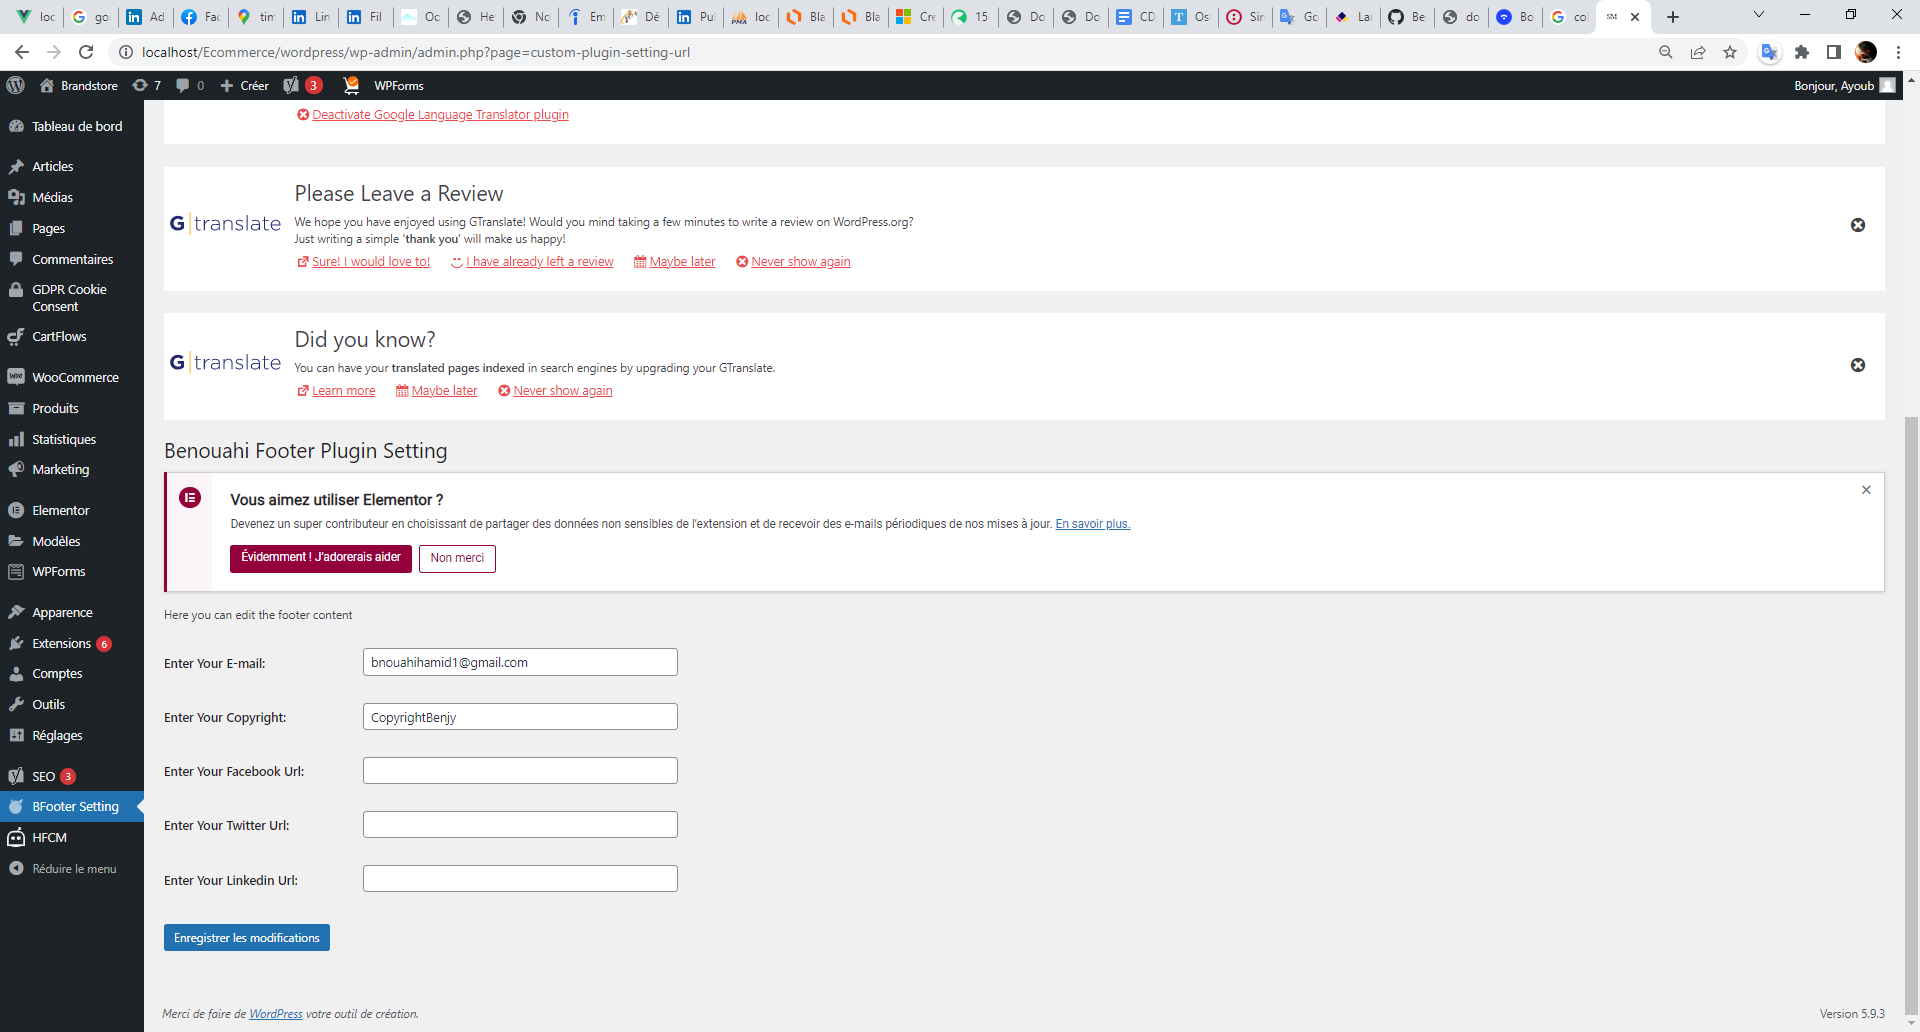 loc
go
Ad
Fac
tim
Lin
Fil
Oc
He
No
Em
Dé
Pul
loc
Bla
Bla
Cre
15
Do
Do
CD
Os
Sin
Go
Lar
Be
do
Bo
col
SM
localhost/Ecommerce/wordpress/wp-admin/admin.php?page=custom-plugin-setting-url
Brandstore 7 0 Créer 3 WPForms Bonjour, Ayoub
Tableau de bord
Articles
Médias
Pages
Commentaires
GDPR Cookie
Consent
CartFlows
WooCommerce
Produits
Statistiques
Marketing
Elementor
Modèles
WPForms
Apparence
Extensions 6
Comptes
Outils
Réglages
SEO 3
BFooter Setting
HFCM
Réduire le menu
Deactivate Google Language Translator plugin
G translate
Please Leave a Review
We hope you have enjoyed using GTranslate! Would you mind taking a few minutes to write a review on WordPress.org?
Just writing a simple 'thank you' will make us happy!
Sure! I would love to! I have already left a review Maybe later Never show again
G translate
Did you know?
You can have your translated pages indexed in search engines by upgrading your GTranslate.
Learn more Maybe later Never show again
Benouahi Footer Plugin Setting
Vous aimez utiliser Elementor ?
Devenez un super contributeur en choisissant de partager des données non sensibles de l'extension et de recevoir des e-mails périodiques de nos mises à jour. En savoir plus.
Évidemment ! J'adorerais aider Non merci
Here you can edit the footer content
Enter Your E-mail: bnouahihamid1@gmail.com
Enter Your Copyright: CopyrightBenjy
Enter Your Facebook Url:
Enter Your Twitter Url:
Enter Your Linkedin Url:
Enregistrer les modifications
Merci de faire de WordPress votre outil de création. Version 5.9.3